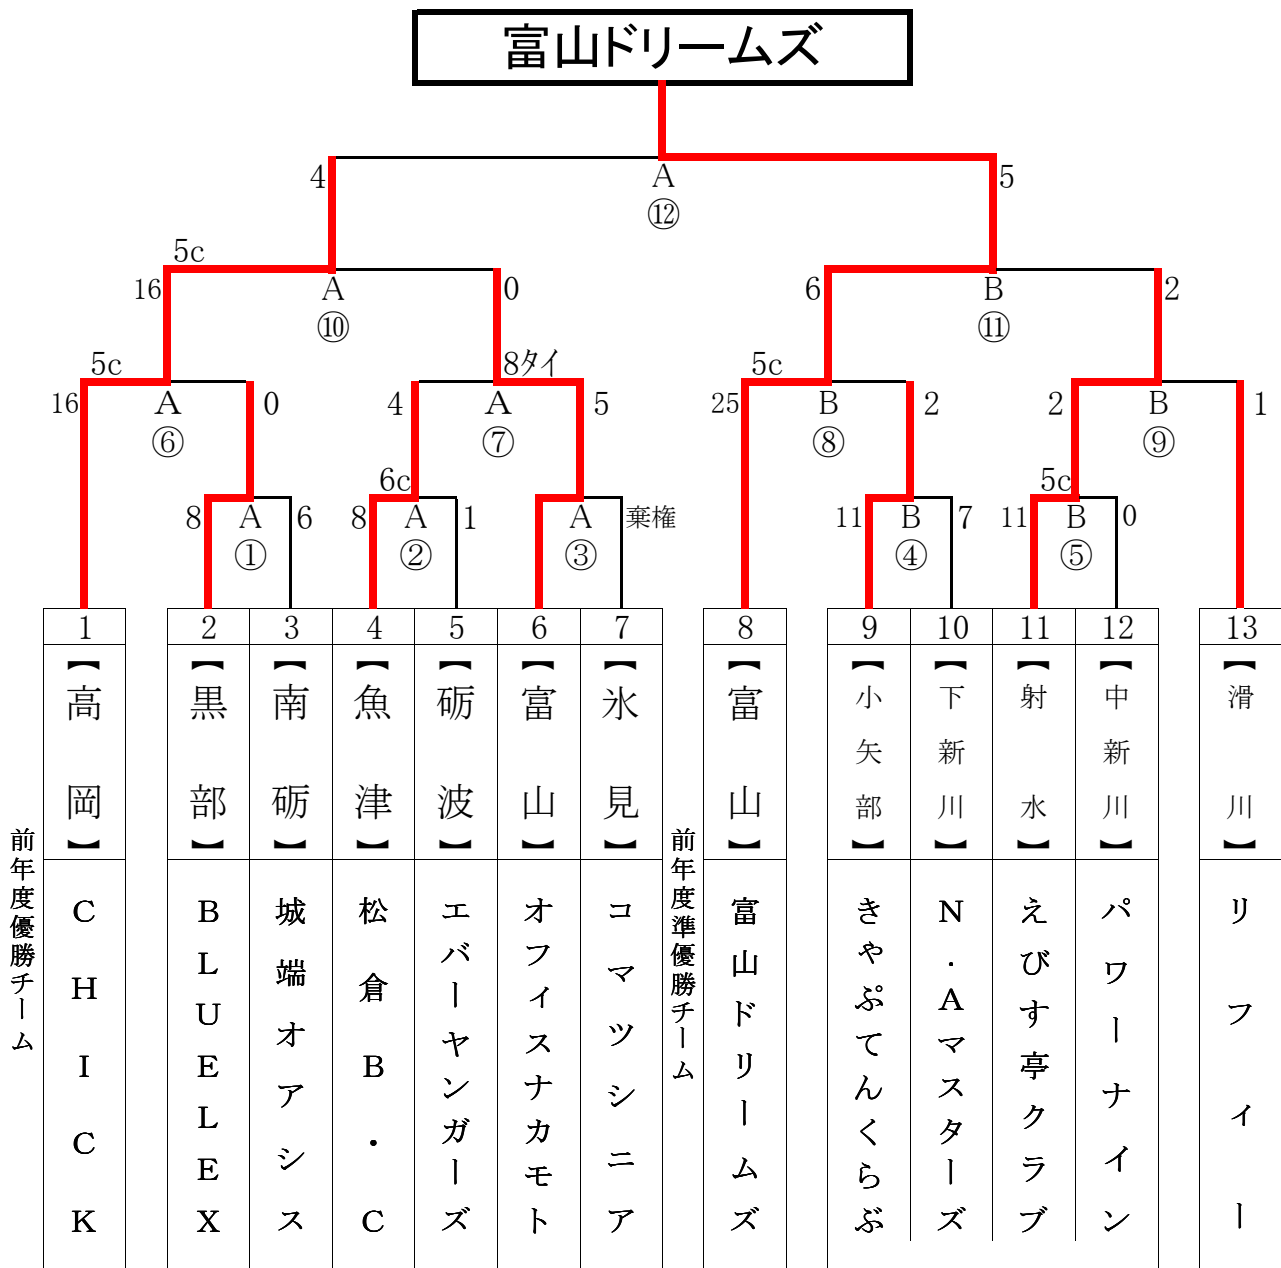 富山ドリームズ
4
A
5
⑫
5c
16
A
0
6
B
2
⑩
⑪
5c
8タイ
5c
16
A
0
4
A
5
25
B
2
2
B
1
⑥
⑦
⑧
⑨
6c
5c
8
A
6
8
A
1
A
棄権
11
B
7
11
B
0
①
②
③
④
⑤
1
2
3
4
5
6
7
8
9
10
11
12
13
【高岡】
【黒部】
【南砺】
【魚津】
【砺波】
【富山】
【氷見】
【富山】
【小矢部】
【下新川】
【射水】
【中新川】
【滑川】
前年度優勝チーム
CHICK
BLUELEX
城端オアシス
松倉B・C
エバーヤンガーズ
オフィスナカモト
コマツシニア
前年度準優勝チーム
富山ドリームズ
きゃぷてんくらぶ
N.Aマスターズ
えびす亭クラブ
パワーナイン
リフィー